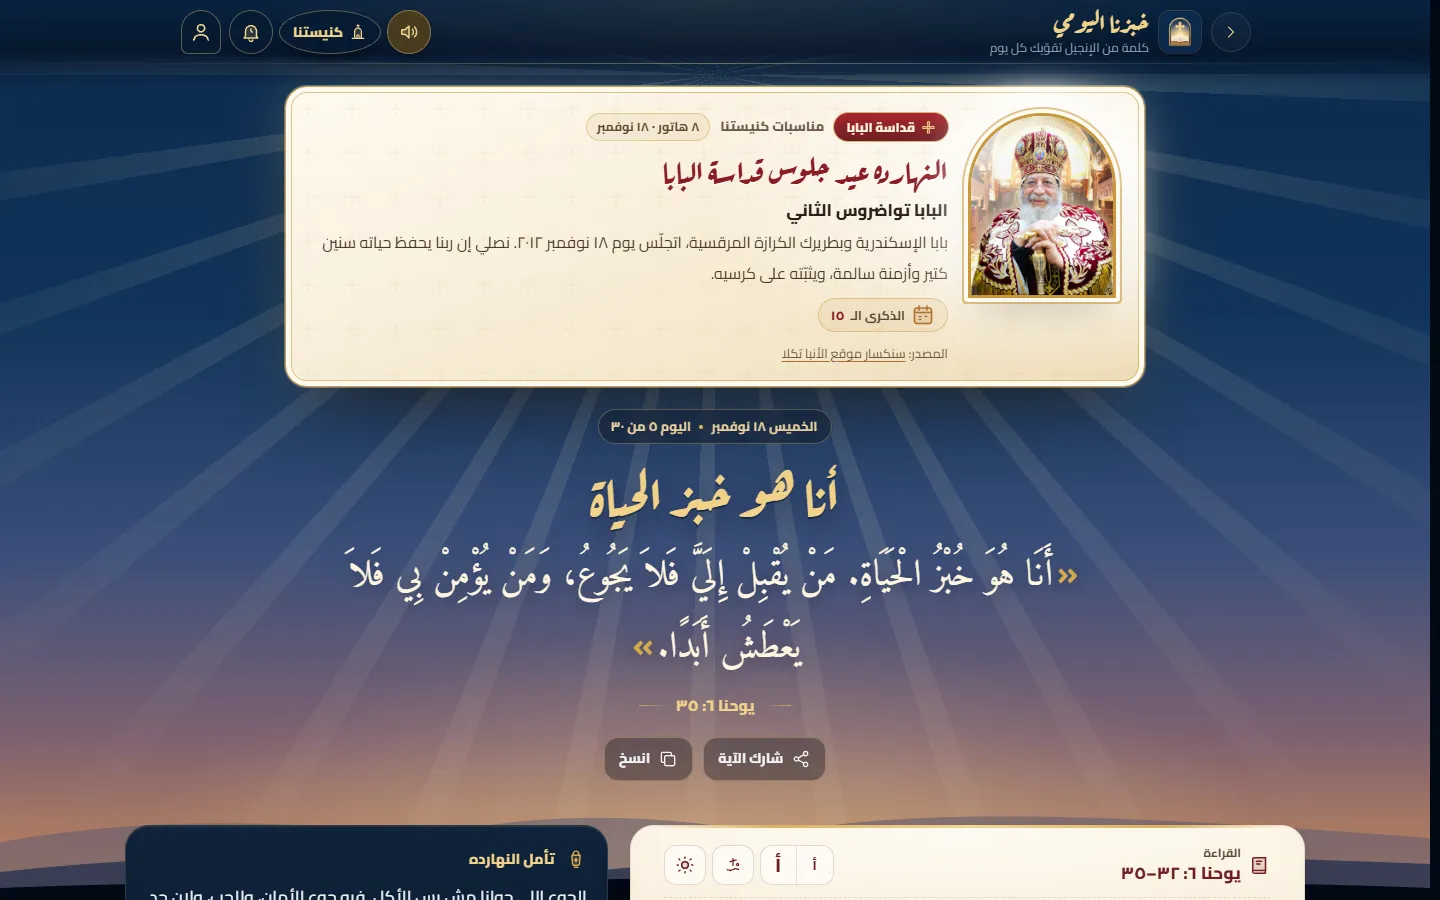 خبزنا اليومي
كلمة من الإنجيل تقوّيك كل يوم
كنيستنا
قداسة البابا
مناسبات كنيستنا
٨ هاتور · ١٨ نوفمبر
النهارده عيد جلوس قداسة البابا
البابا تواضروس الثاني
بابا الإسكندرية وبطريرك الكرازة المرقسية، اتجلّس يوم ١٨ نوفمبر ٢٠١٢. نصلي إن ربنا يحفظ حياته سنين
كتير وأزمنة سالمة، ويثبّته على كرسيه.
الذكرى الـ ١٥
المصدر: سنكسار موقع الأنبا تكلا
الخميس ١٨ نوفمبر • اليوم ٥ من ٣٠
أنا هو خبز الحياة
«أَنَا هُوَ خُبْزُ الْحَيَاةِ. مَنْ يُقْبِلْ إِلَيَّ فَلاَ يَجُوعُ، وَمَنْ يُؤْمِنْ بِي فَلاَ
يَعْطَشُ أَبَدًا.»
يوحنا ٦: ٣٥
شارك الآية
انسخ
القراءة
يوحنا ٦: ٣٢–٣٥
أ
أ
تأمل النهارده